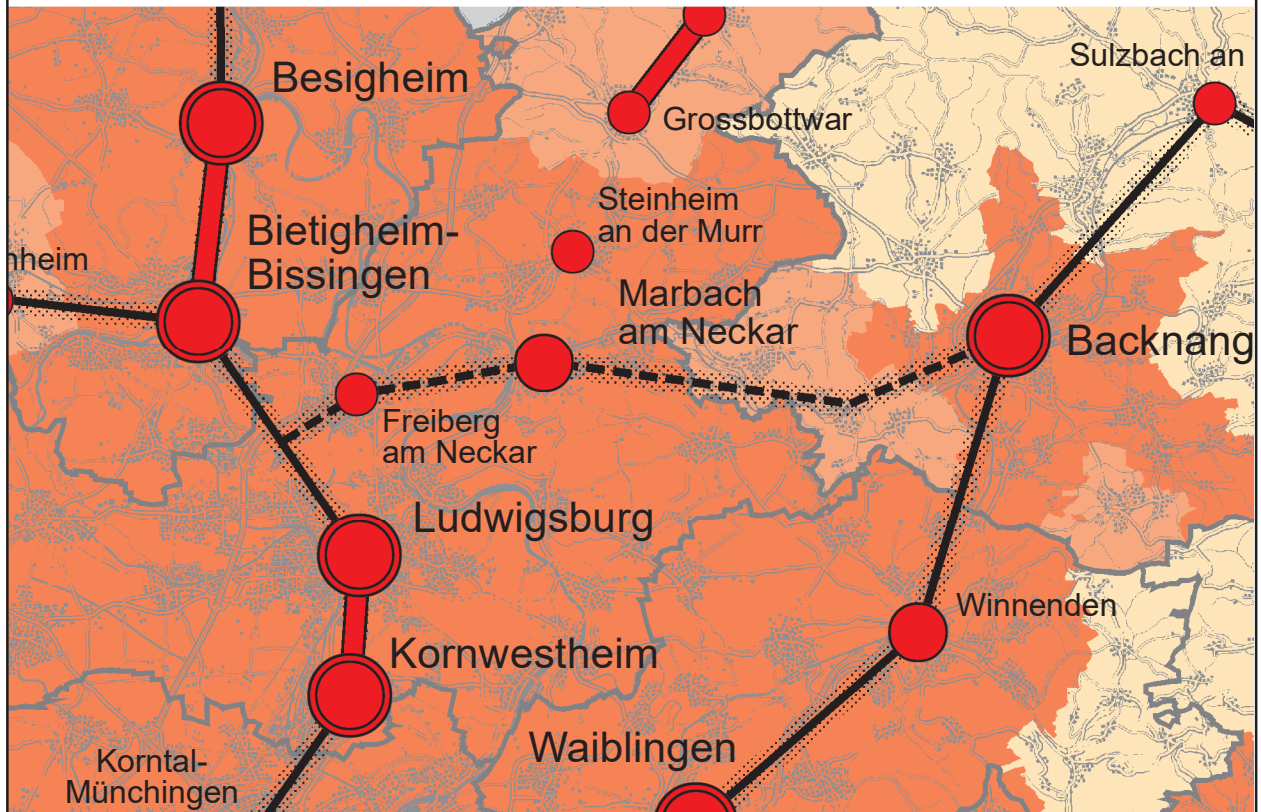 Sulzbach an
Besigheim
Grossbottwar
Steinheim
an der Murr
Bietigheim-
Bissingen
nheim
Marbach
am Neckar
Backnang
Freiberg
am Neckar
Ludwigsburg
Winnenden
Kornwestheim
Waiblingen
Korntal-
Münchingen